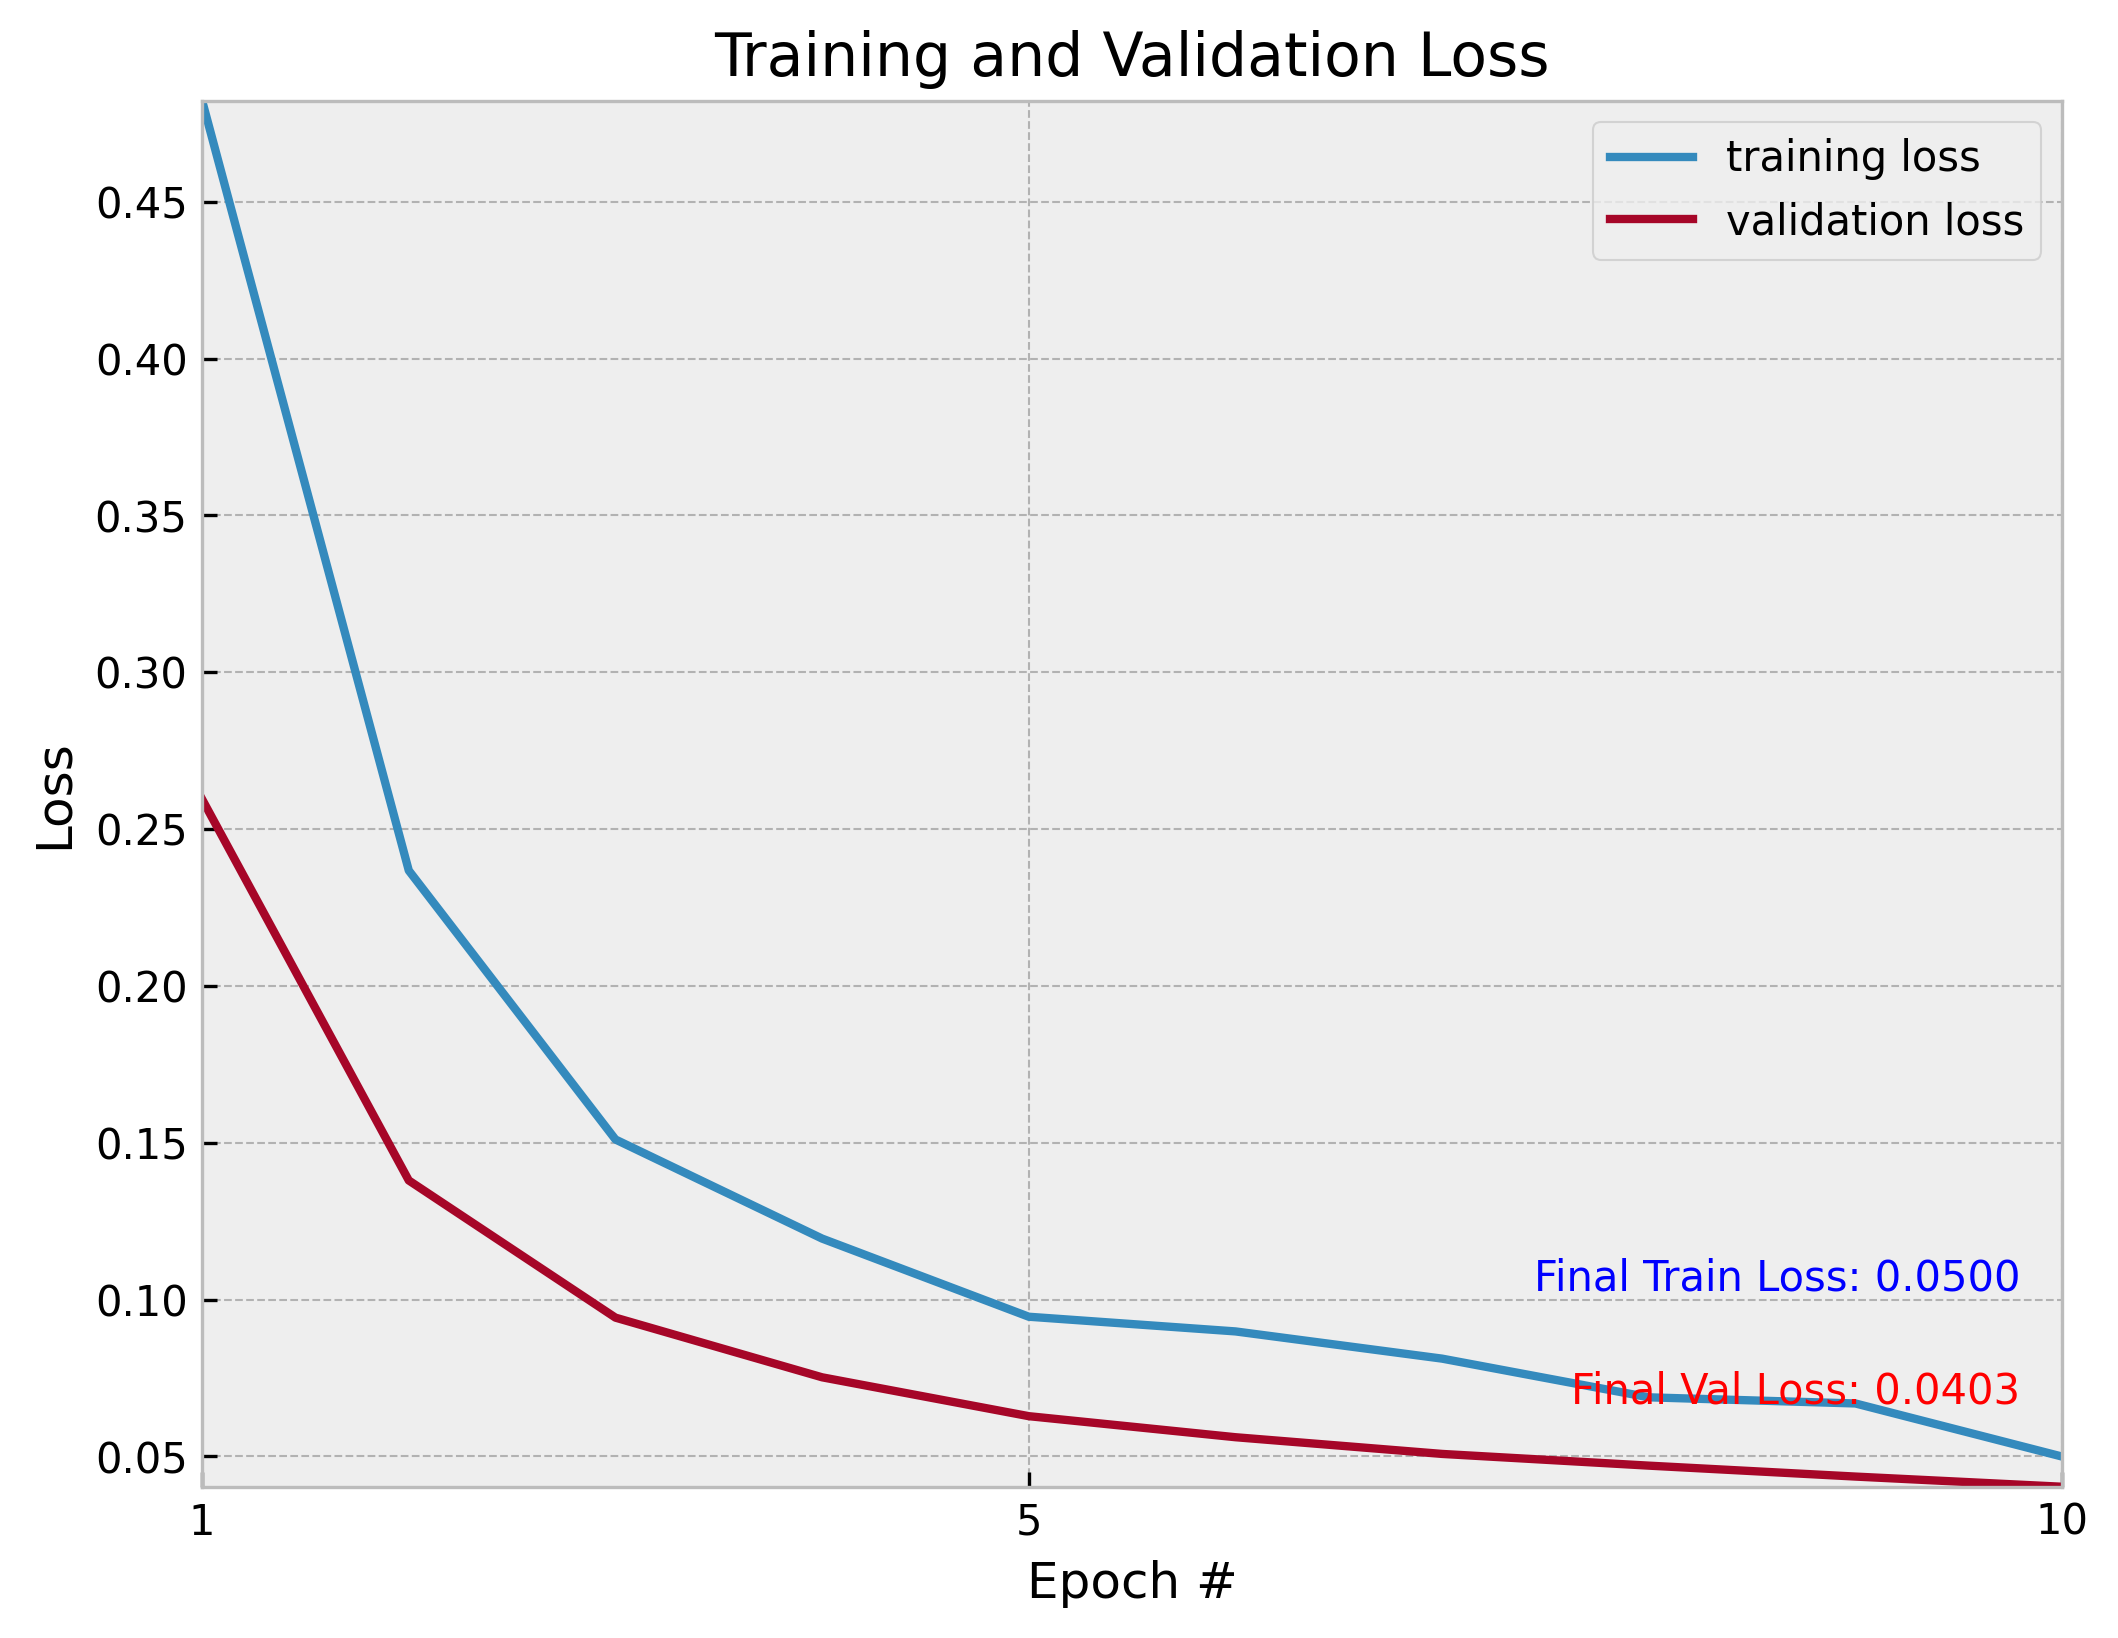 Training and Validation Loss
training loss
validation loss
0.45
0.40
0.35
0.30
0.25
0.20
0.15
0.10
0.05
Loss
Final Train Loss: 0.0500
Final Val Loss: 0.0403
1 5 10
Epoch #